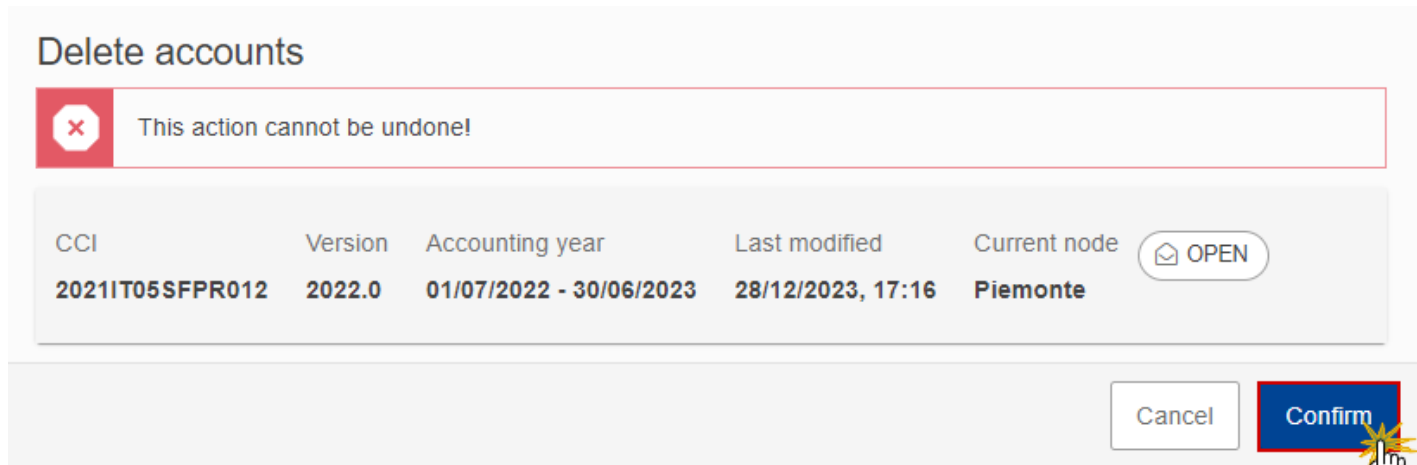 Delete accounts
This action cannot be undone!
CCI Version Accounting year Last modified Current node OPEN
2021IT05SFPR012 2022.0 01/07/2022 - 30/06/2023 28/12/2023, 17:16 Piemonte
Cancel Confirm